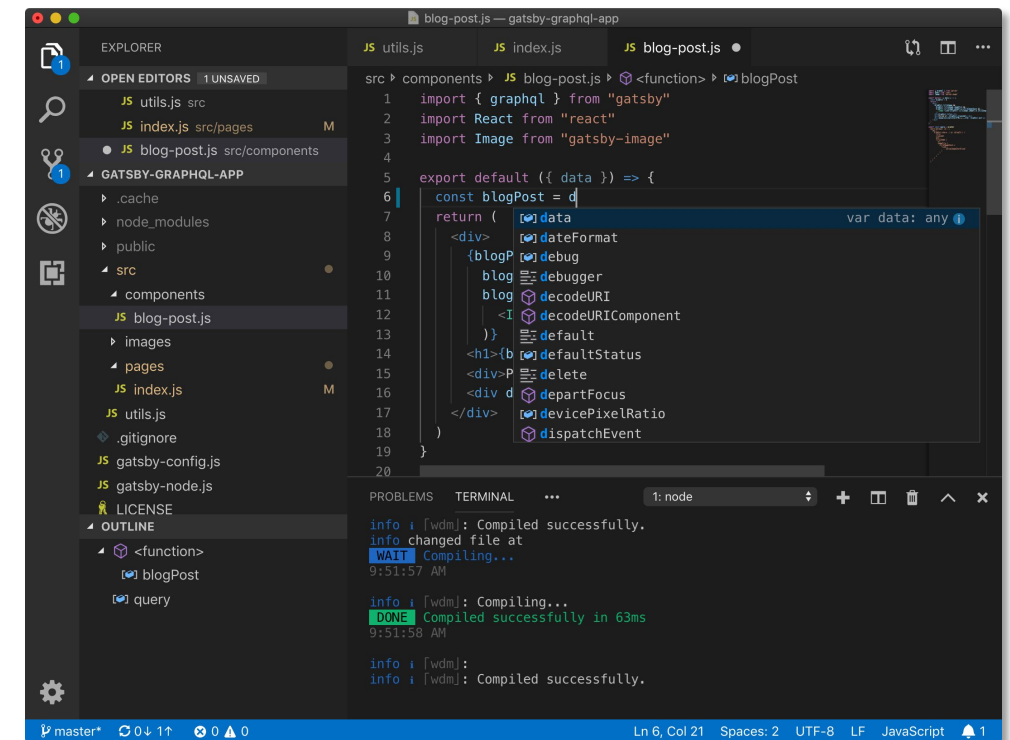 blog-post.js — gatsby-graphql-app
EXPLORER
OPEN EDITORS 1 UNSAVED
JS utils.js src
JS index.js src/pages M
JS blog-post.js src/components
GATSBY-GRAPHQL-APP
.cache
node_modules
public
src
components
JS blog-post.js
images
pages
JS index.js M
JS utils.js
.gitignore
JS gatsby-config.js
JS gatsby-node.js
LICENSE
OUTLINE
<function>
blogPost
query
1
1
JS utils.js JS index.js JS blog-post.js
src components JS blog-post.js <function> blogPost
1 import { graphql } from "gatsby"
2 import React from "react"
3 import Image from "gatsby-image"
4
5 export default ({ data }) => {
6 const blogPost = d
7 return (
8 <div>
9 {blogP
10 blog
11 blog
12 <I
13 )}
14 <h1>{b
15 <div>P
16 <div d
17 </div>
18 )
19 }
20
data var data: any
dateFormat
debug
debugger
decodeURI
decodeURIComponent
default
defaultStatus
delete
departFocus
devicePixelRatio
dispatchEvent
PROBLEMS TERMINAL ••• 1: node
info i ⌈wdm⌋: Compiled successfully.
info changed file at
WAIT Compiling...
9:51:57 AM
info i ⌈wdm⌋: Compiling...
DONE Compiled successfully in 63ms
9:51:58 AM
info i ⌈wdm⌋:
info i ⌈wdm⌋: Compiled successfully.
master* 0↓ 1↑ 0 0 Ln 6, Col 21 Spaces: 2 UTF-8 LF JavaScript 1